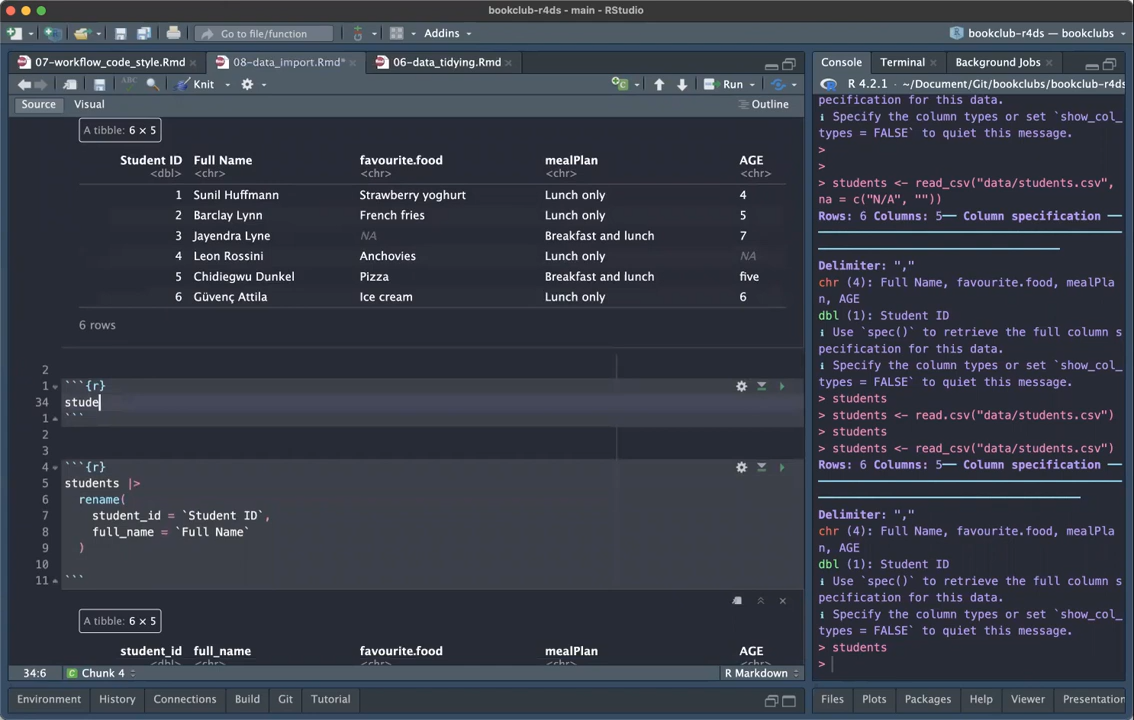 bookclub-r4ds - main - RStudio
Go to file/function
Addins
bookclub-r4ds — bookclubs
07-workflow_code_style.Rmd
08-data_import.Rmd*
06-data_tidying.Rmd
Knit
Run
Source
Visual
Outline
A tibble: 6 × 5
Student ID Full Name favourite.food mealPlan AGE
<dbl> <chr> <chr> <chr> <chr>
1 Sunil Huffmann Strawberry yoghurt Lunch only 4
2 Barclay Lynn French fries Lunch only 5
3 Jayendra Lyne NA Breakfast and lunch 7
4 Leon Rossini Anchovies Lunch only NA
5 Chidiegwu Dunkel Pizza Breakfast and lunch five
6 Güvenç Attila Ice cream Lunch only 6
6 rows
2
1 ```{r}
34 stude
1 ```
2
3
4 ```{r}
5 students |>
6 rename(
7 student_id = `Student ID`,
8 full_name = `Full Name`
9 )
10
11 ```
A tibble: 6 × 5
student_id full_name favourite.food mealPlan AGE
<dbl> <chr> <chr> <chr> <chr>
34:6
Chunk 4
R Markdown
Environment
History
Connections
Build
Git
Tutorial
Console
Terminal
Background Jobs
R 4.2.1 · ~/Document/Git/bookclubs/bookclub-r4ds
pecification for this data.
ℹ Specify the column types or set `show_col_
types = FALSE` to quiet this message.
>
>
> students <- read_csv("data/students.csv",
na = c("N/A", ""))
Rows: 6 Columns: 5── Column specification ──
Delimiter: ","
chr (4): Full Name, favourite.food, mealPla
n, AGE
dbl (1): Student ID
ℹ Use `spec()` to retrieve the full column s
pecification for this data.
ℹ Specify the column types or set `show_col_
types = FALSE` to quiet this message.
> students
> students <- read.csv("data/students.csv")
> students
> students <- read_csv("data/students.csv")
Rows: 6 Columns: 5── Column specification ──
Delimiter: ","
chr (4): Full Name, favourite.food, mealPla
n, AGE
dbl (1): Student ID
ℹ Use `spec()` to retrieve the full column s
pecification for this data.
ℹ Specify the column types or set `show_col_
types = FALSE` to quiet this message.
> students
>
Files
Plots
Packages
Help
Viewer
Presentation